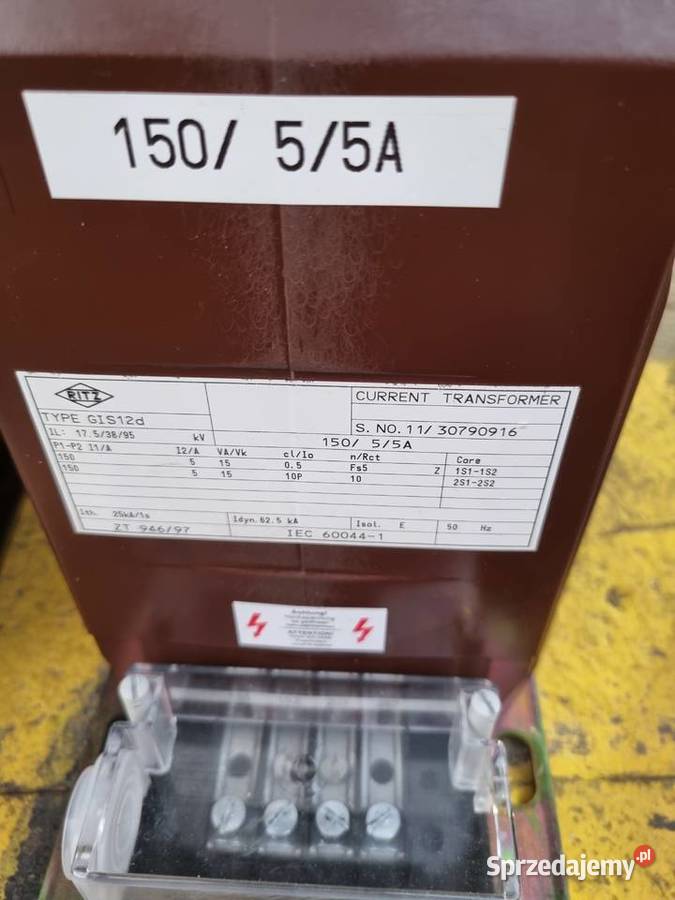 150/ 5/5A
RITZ
CURRENT TRANSFORMER
TYPE GIS12d
S. NO. 11/ 30790916
IL: 17.5/38/95 kV
150/ 5/5A
P1-P2 I1/A I2/A VA/Vk cl/Io n/Rct Core
150 5 15 0.5 Fs5 Z 1S1-1S2
150 5 15 10P 10 2S1-2S2
Ith. 25kA/1s Idyn. 62.5 kA Isol. E 50 Hz
ZT 946/97 IEC 60044-1
Achtung!
ATTENTION!
Sprzedajemy.pl